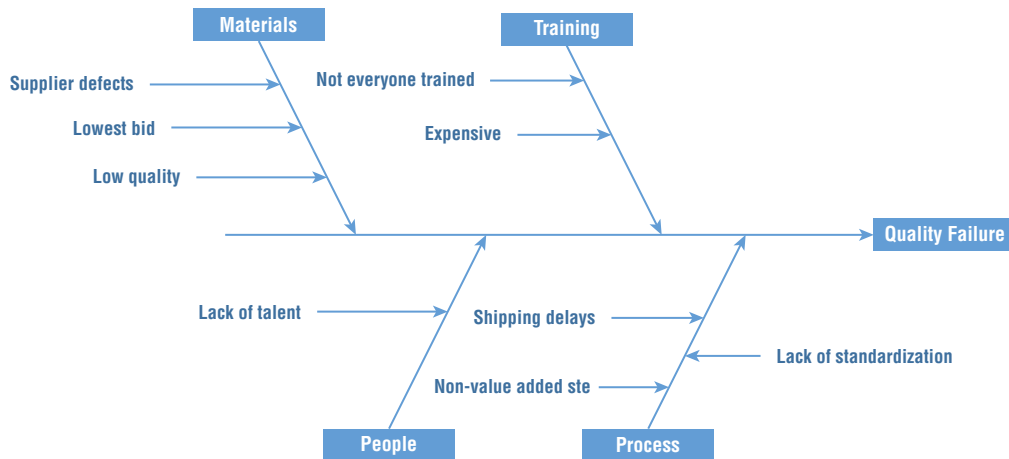 Materials
Training
Supplier defects
Not everyone trained
Lowest bid
Expensive
Low quality
Quality Failure
Lack of talent
Shipping delays
Lack of standardization
Non-value added ste
People
Process